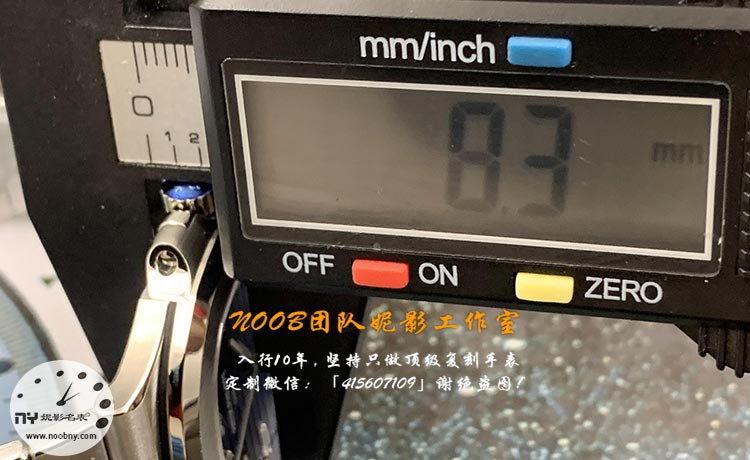 mm/inch
0
1 2
8.3 mm
OFF ON ZERO
NOOB团队妮影工作室
入行10年，坚持只做顶级复刻手表
定制微信：「415607109」谢绝盗图！
NY 妮影名表®
www.noobny.com